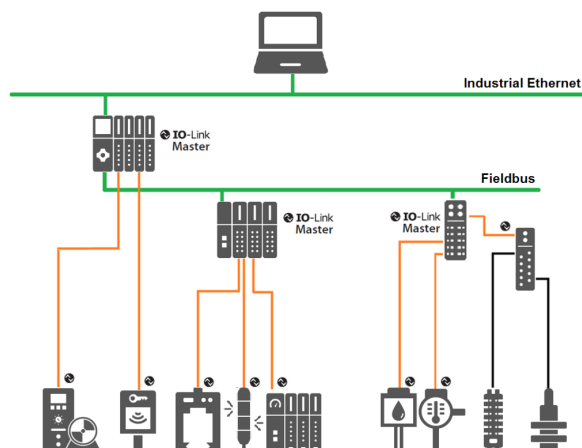 Industrial Ethernet
IO-Link
Master
Fieldbus
IO-Link
Master
IO-Link
Master